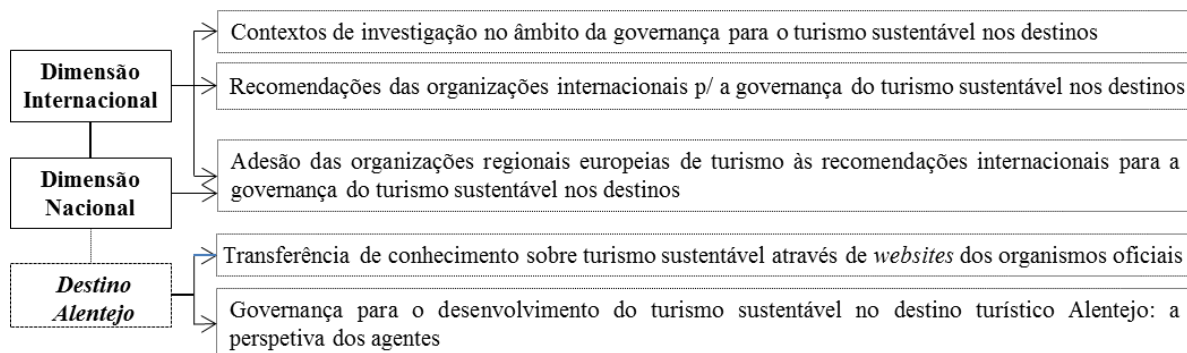 Dimensão
Internacional
Contextos de investigação no âmbito da governança para o turismo sustentável nos destinos
Recomendações das organizações internacionais p/ a governança do turismo sustentável nos destinos
Dimensão
Nacional
Adesão das organizações regionais europeias de turismo às recomendações internacionais para a
governança do turismo sustentável nos destinos
Destino
Alentejo
Transferência de conhecimento sobre turismo sustentável através de websites dos organismos oficiais
Governança para o desenvolvimento do turismo sustentável no destino turístico Alentejo: a
perspetiva dos agentes